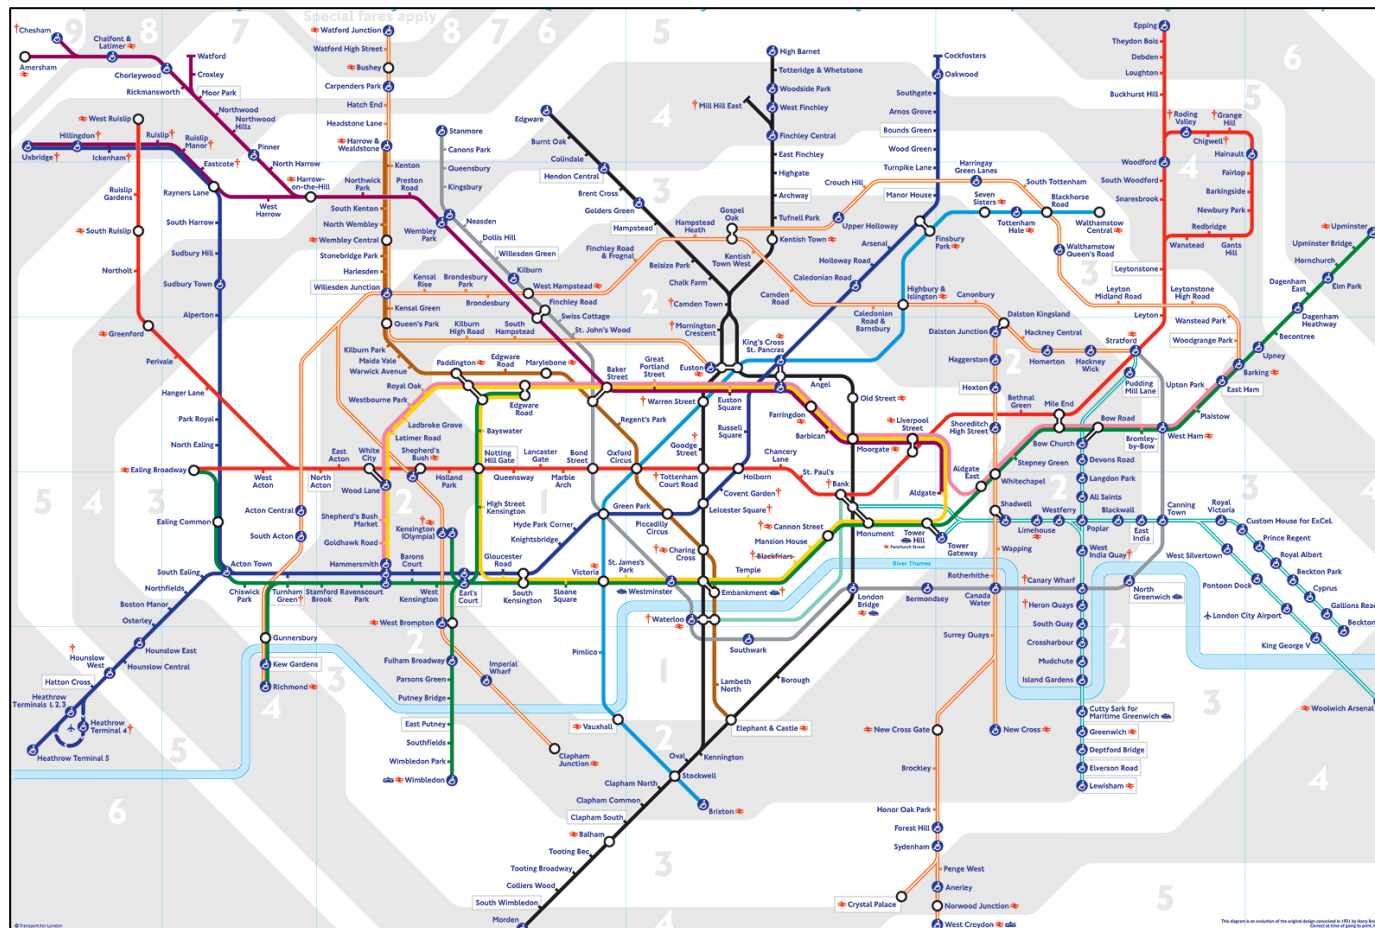 Special fares apply
9
8
7
8
7
6
5
6
†Chesham
Chalfont &
Latimer
Amersham
Chorleywood
Rickmansworth
Watford
Croxley
Moor Park
Northwood
Northwood
Hills
Pinner
North Harrow
Harrow-
on-the-Hill
West Ruislip
Hillingdon†
Uxbridge†
Ickenham†
Ruislip†
Ruislip
Manor†
Eastcote†
Rayners Lane
West
Harrow
Ruislip
Gardens
South Ruislip
Northolt
Greenford
Perivale
Hanger Lane
South Harrow
Sudbury Hill
Sudbury Town
Alperton
Park Royal
North Ealing
Ealing Broadway
Ealing Common
West
Acton
North
Acton
East
Acton
White
City
Wood Lane
Shepherd's
Bush
Holland
Park
Watford Junction
Watford High Street
Bushey
Carpenders Park
Hatch End
Headstone Lane
Harrow &
Wealdstone
Kenton
Northwick
Park
Preston
Road
South Kenton
North Wembley
Wembley Central
Stonebridge Park
Harlesden
Willesden Junction
Kensal Green
Queen's Park
Kilburn Park
Maida Vale
Warwick Avenue
Stanmore
Canons Park
Queensbury
Kingsbury
Wembley
Park
Neasden
Dollis Hill
Willesden Green
Kilburn
West Hampstead
Finchley Road
Swiss Cottage
St. John's Wood
Kensal
Rise
Brondesbury
Park
Brondesbury
Finchley Road
& Frognal
Kilburn
High Road
South
Hampstead
Edgware
Burnt Oak
Colindale
Hendon Central
Brent Cross
Golders Green
Hampstead
Belsize Park
Chalk Farm
†Camden Town
†Mornington
Crescent
Hampstead
Heath
Gospel
Oak
Kentish
Town West
Camden
Road
High Barnet
Totteridge & Whetstone
Woodside Park
†Mill Hill East
West Finchley
Finchley Central
East Finchley
Highgate
Archway
Tufnell Park
Kentish Town
Crouch Hill
Upper Holloway
Harringay
Green Lanes
South Tottenham
Cockfosters
Oakwood
Southgate
Arnos Grove
Bounds Green
Wood Green
Turnpike Lane
Manor House
Finsbury
Park
Arsenal
Holloway Road
Caledonian Road
Seven
Sisters
Tottenham
Hale
Blackhorse
Road
Walthamstow
Central
Walthamstow
Queen's Road
Leyton
Midland Road
Leytonstone
High Road
Wanstead Park
Woodgrange Park
Highbury &
Islington
Caledonian
Road &
Barnsbury
Canonbury
Dalston Kingsland
Dalston Junction
Hackney Central
Homerton
Hackney
Wick
Haggerston
Hoxton
Shoreditch
High Street
Epping
Theydon Bois
Debden
Loughton
Buckhurst Hill
†Roding
Valley
Chigwell†
†Grange
Hill
Hainault
Fairlop
Barkingside
Newbury Park
Redbridge
Gants
Hill
Wanstead
Woodford
South Woodford
Snaresbrook
Leytonstone
Leyton
Stratford
Pudding
Mill Lane
Bow Church
Bow Road
Bromley-
by-Bow
West Ham
Mile End
Bethnal
Green
Stepney Green
Whitechapel
Upminster
Upminster Bridge
Hornchurch
Elm Park
Dagenham
East
Dagenham
Heathway
Becontree
Upney
Barking
East Ham
Upton Park
Plaistow
Paddington
Edgware
Road
Marylebone
Baker
Street
Great
Portland
Street
Euston
Euston
Square
King's Cross
St. Pancras
Angel
Old Street
Moorgate
Liverpool
Street
Farringdon
Barbican
Royal Oak
Westbourne Park
Ladbroke Grove
Latimer Road
Edgware
Road
Bayswater
Notting
Hill Gate
Queensway
Lancaster
Gate
Marble
Arch
Bond
Street
Oxford
Circus
Regent's Park
†Warren Street
†Goodge
Street
†Tottenham
Court Road
Russell
Square
Holborn
Chancery
Lane
St. Paul's
†Bank
Covent Garden†
Leicester Square†
Piccadilly
Circus
Green Park
Hyde Park Corner
Knightsbridge
High Street
Kensington
Kensington
(Olympia)
Shepherd's Bush
Market
Goldhawk Road
Hammersmith
Barons
Court
Gloucester
Road
Earl's
Court
South
Kensington
Sloane
Square
Victoria
St. James's
Park
Westminster
Embankment
Temple
†Blackfriars
Mansion House
Cannon Street
Monument
Tower
Hill
Fenchurch Street
Tower
Gateway
Aldgate
Aldgate
East
†Charing
Cross
†Waterloo
Southwark
London
Bridge
Bermondsey
Canada
Water
River Thames
Shadwell
Wapping
Rotherhithe
Surrey Quays
New Cross Gate
New Cross
Brockley
Honor Oak Park
Forest Hill
Sydenham
Penge West
Anerley
Norwood Junction
Crystal Palace
West Croydon
Limehouse
Westferry
Poplar
Blackwall
East
India
Canning
Town
Royal
Victoria
Custom House for ExCeL
Prince Regent
Royal Albert
Beckton Park
Cyprus
Gallions Reach
Beckton
West Silvertown
Pontoon Dock
London City Airport
King George V
Woolwich Arsenal
Devons Road
Langdon Park
All Saints
West
India Quay†
†Canary Wharf
†Heron Quays
South Quay
Crossharbour
Mudchute
Island Gardens
Cutty Sark for
Maritime Greenwich
Greenwich
Deptford Bridge
Elverson Road
Lewisham
North
Greenwich
Acton Central
South Acton
Acton Town
South Ealing
Northfields
Boston Manor
Osterley
Hounslow East
Hounslow Central
†
Hounslow
West
Hatton Cross
Heathrow
Terminals 1, 2, 3
Heathrow
Terminal 4†
Heathrow Terminal 5
Chiswick
Park
Turnham
Green†
Stamford
Brook
Ravenscourt
Park
West
Kensington
Gunnersbury
Kew Gardens
Richmond
West Brompton
Fulham Broadway
Parsons Green
Putney Bridge
East Putney
Southfields
Wimbledon Park
Wimbledon
Imperial
Wharf
Clapham
Junction
Pimlico
Vauxhall
Stockwell
Brixton
Lambeth
North
Elephant & Castle
Borough
Kennington
Oval
Clapham North
Clapham Common
Clapham South
Balham
Tooting Bec
Tooting Broadway
Colliers Wood
South Wimbledon
Morden
© Transport for London
This diagram is an evolution of the original design conceived in 1931 by Harry Bec